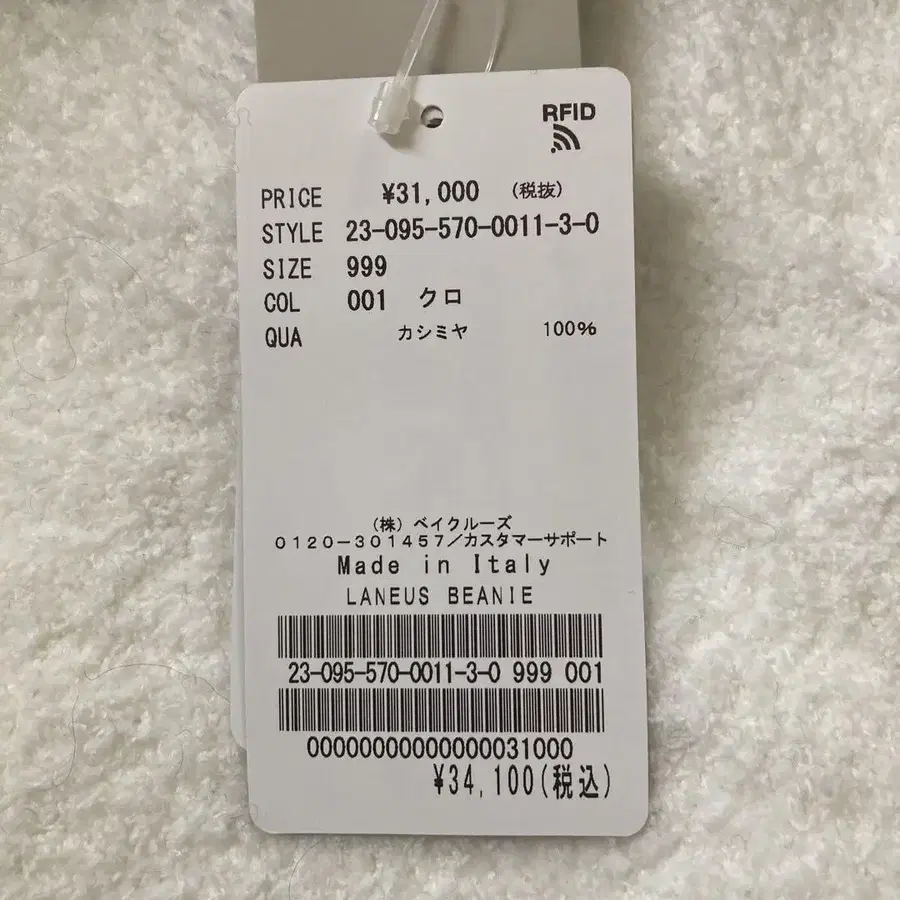 RFID
PRICE ¥31,000 (税抜)
STYLE 23-095-570-0011-3-0
SIZE 999
COL 001 クロ
QUA カシミヤ 100%
(株) ベイクルーズ
0120-301457/カスタマーサポート
Made in Italy
LANEUS BEANIE
23-095-570-0011-3-0 999 001
0000000000000031000
¥34,100(税込)